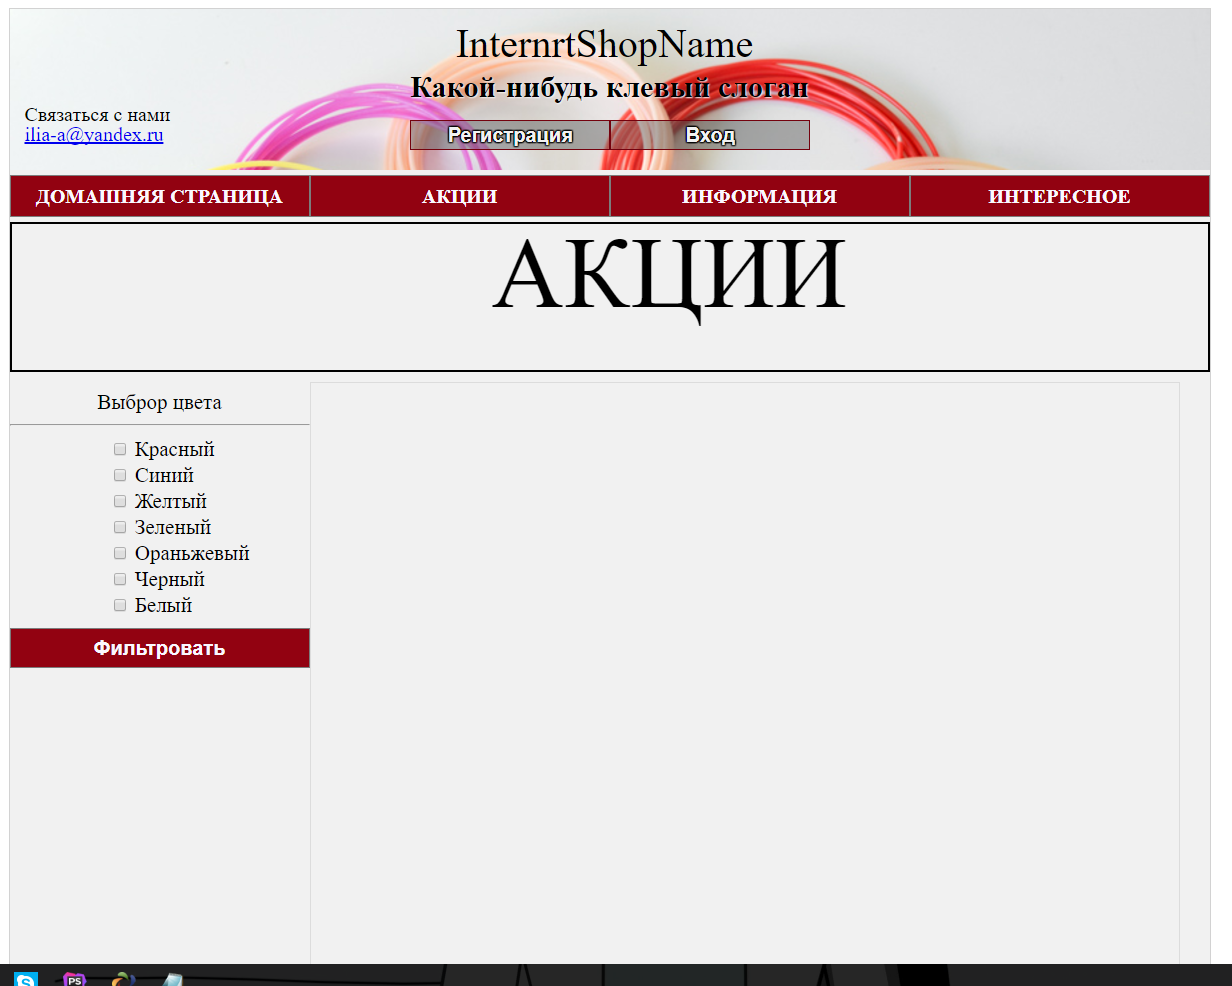 InternrtShopName
Какой-нибудь клевый слоган
Связаться с нами
ilia-a@yandex.ru
Регистрация Вход
ДОМАШНЯЯ СТРАНИЦА АКЦИИ ИНФОРМАЦИЯ ИНТЕРЕСНОЕ
АКЦИИ
Выброр цвета
Красный
Синий
Желтый
Зеленый
Ораньжевый
Черный
Белый
Фильтровать
PS